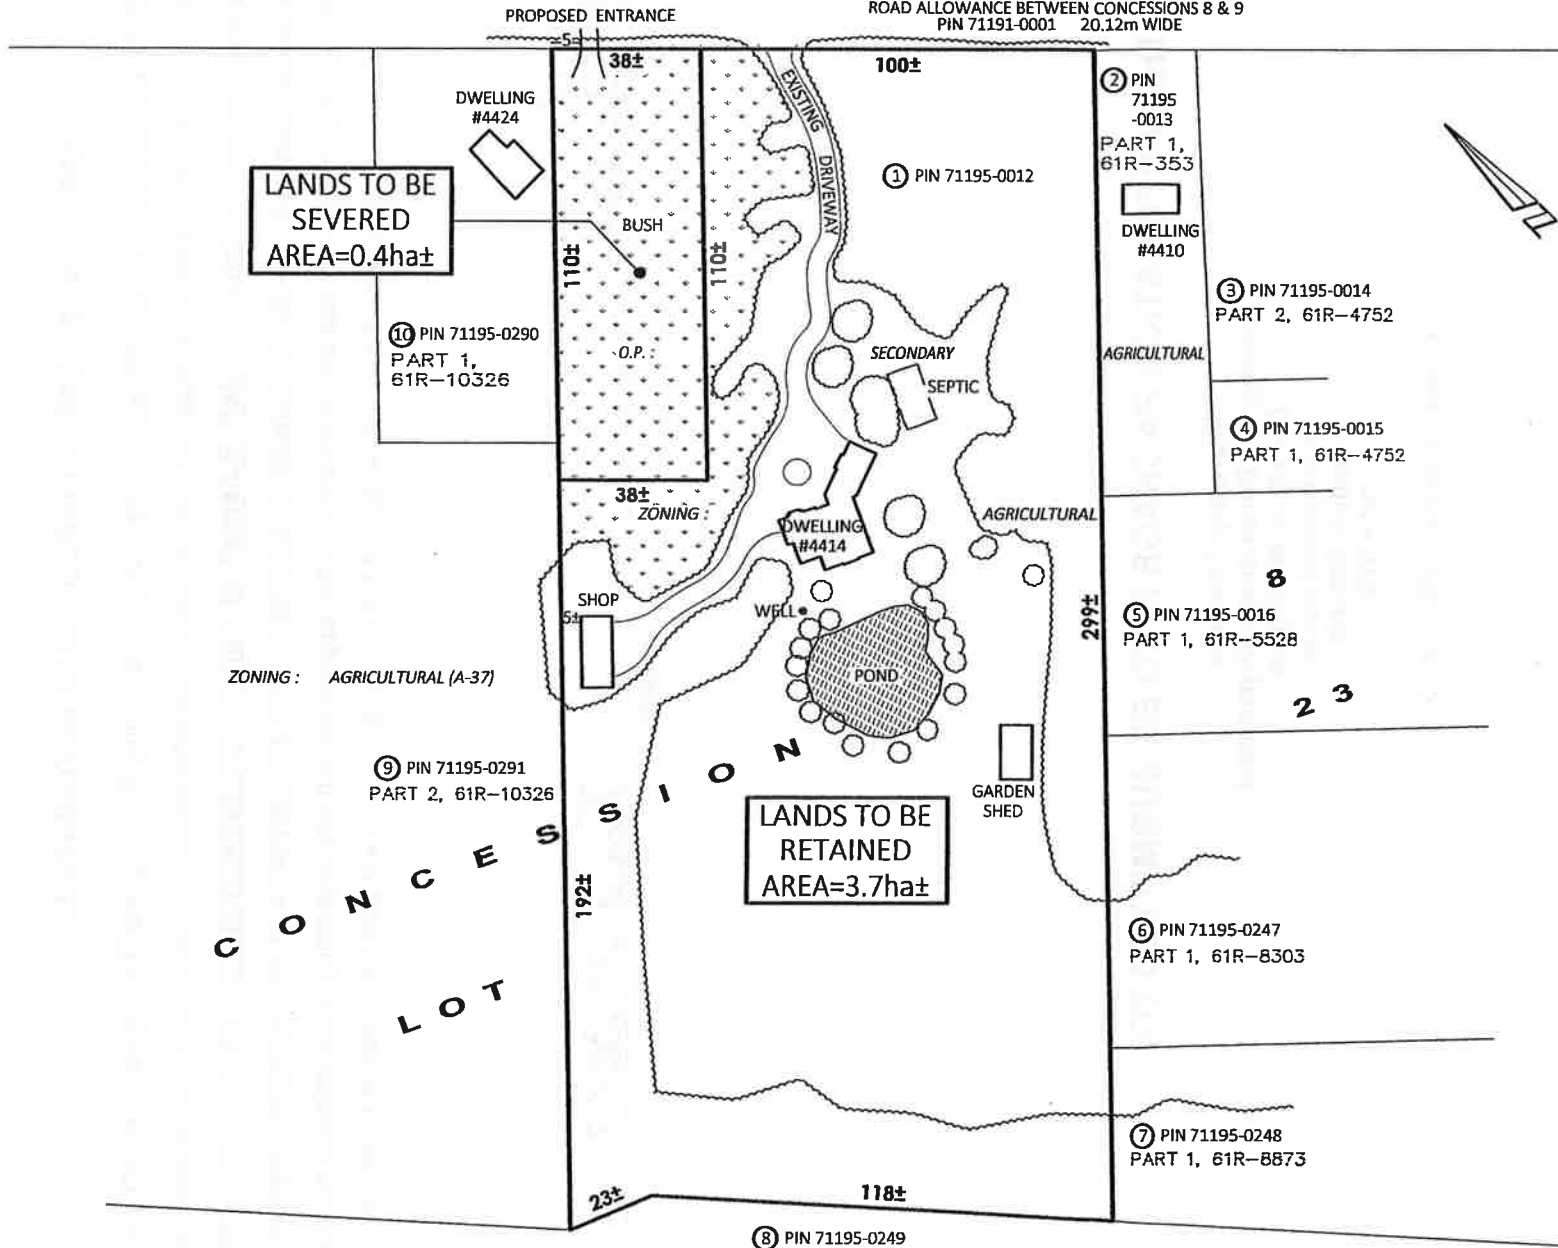 PROPOSED ENTRANCE
ROAD ALLOWANCE BETWEEN CONCESSIONS 8 & 9
PIN 71191-0001 20.12m WIDE
5
38±
100±
EXISTING DRIVEWAY
DWELLING
#4424
2 PIN
71195
-0013
PART 1,
61R-353
DWELLING
#4410
1 PIN 71195-0012
LANDS TO BE
SEVERED
AREA=0.4ha±
BUSH
110±
110±
3 PIN 71195-0014
PART 2, 61R-4752
10 PIN 71195-0290
PART 1,
61R-10326
O.P. :
SECONDARY
AGRICULTURAL
SEPTIC
4 PIN 71195-0015
PART 1, 61R-4752
38±
ZONING :
DWELLING
#4414
AGRICULTURAL
8
SHOP
5±
WELL
299±
5 PIN 71195-0016
PART 1, 61R-5528
POND
ZONING : AGRICULTURAL (A-37)
23
9 PIN 71195-0291
PART 2, 61R-10326
GARDEN
SHED
CONCESSION
LANDS TO BE
RETAINED
AREA=3.7ha±
192±
6 PIN 71195-0247
PART 1, 61R-8303
LOT
7 PIN 71195-0248
PART 1, 61R-8873
23±
118±
8 PIN 71195-0249